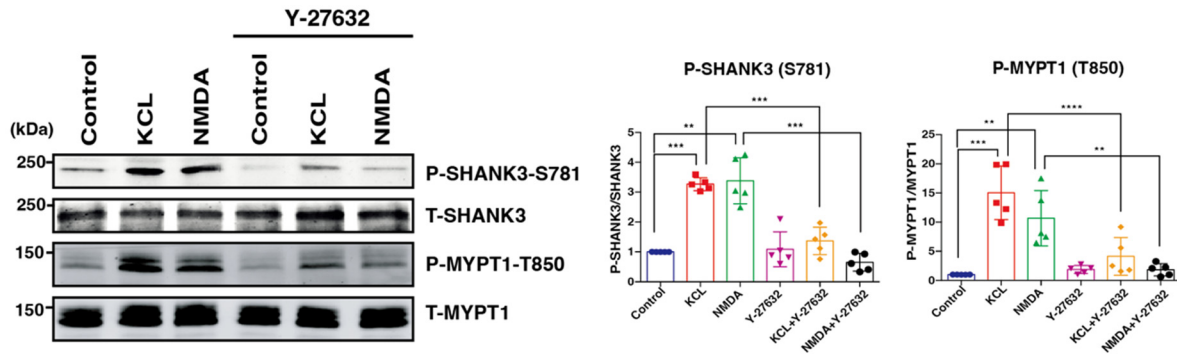 Y-27632
Control
KCL
NMDA
Control
KCL
NMDA
(kDa)
250
P-SHANK3-S781
250
T-SHANK3
150
P-MYPT1-T850
150
T-MYPT1
P-SHANK3 (S781)
***
**
***
***
P-SHANK3/SHANK3
5
4
3
2
1
0
Control
KCL
NMDA
Y-27632
KCL+Y-27632
NMDA+Y-27632
P-MYPT1 (T850)
****
**
***
**
P-MYPT1/MYPT1
25
20
15
10
5
0
Control
KCL
NMDA
Y-27632
KCL+Y-27632
NMDA+Y-27632